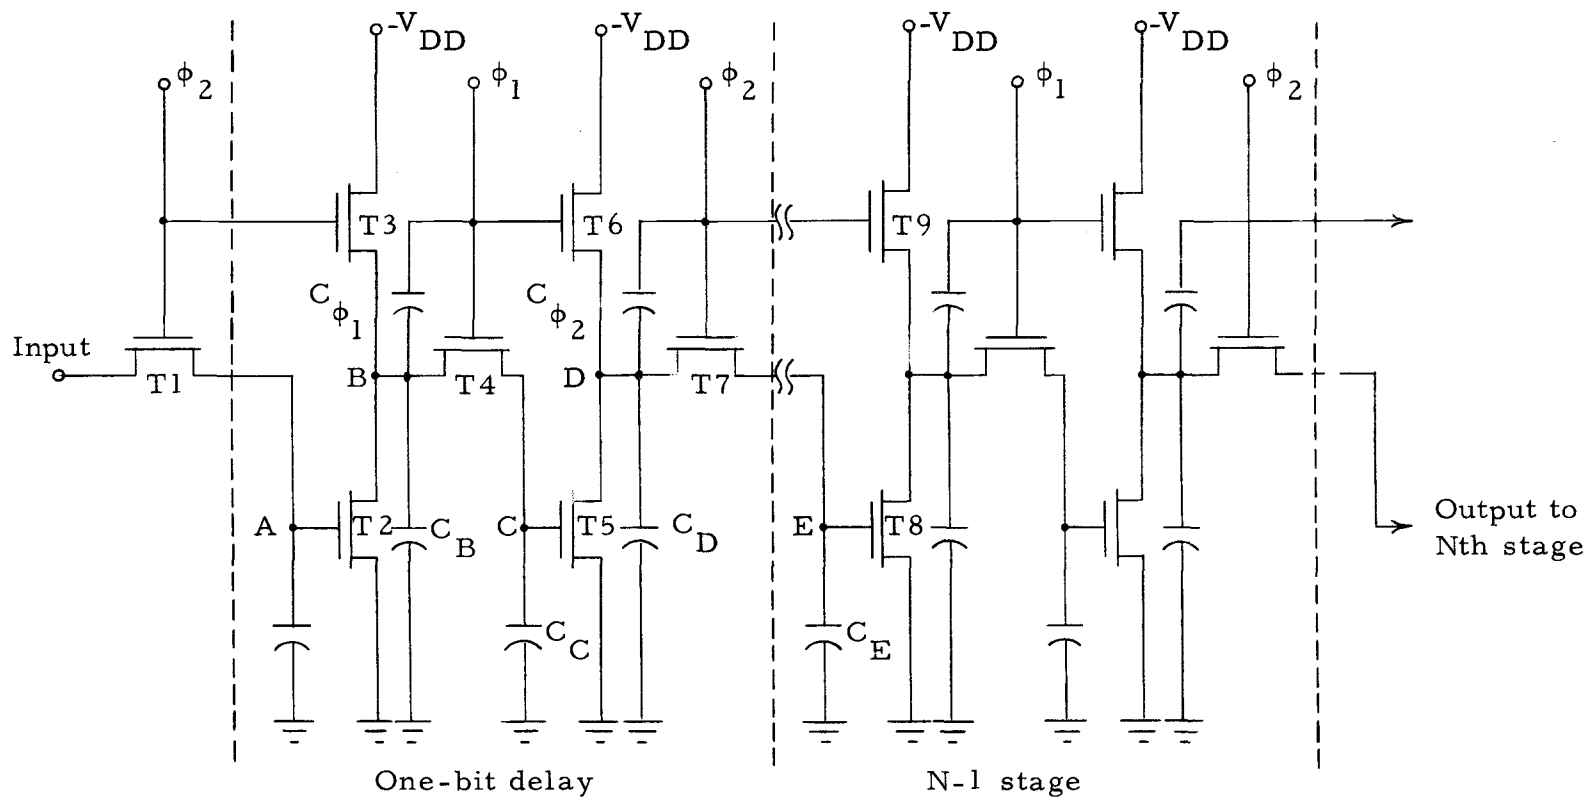 -VDD
-VDD
-VDD
-VDD
ϕ2
ϕ1
ϕ2
ϕ1
ϕ2
T3
T6
T9
Cϕ1
Cϕ2
Input
T1
B
T4
D
T7
A
T2
CB
C
T5
CD
E
T8
Output to
Nth stage
CC
CE
One-bit delay
N-1 stage